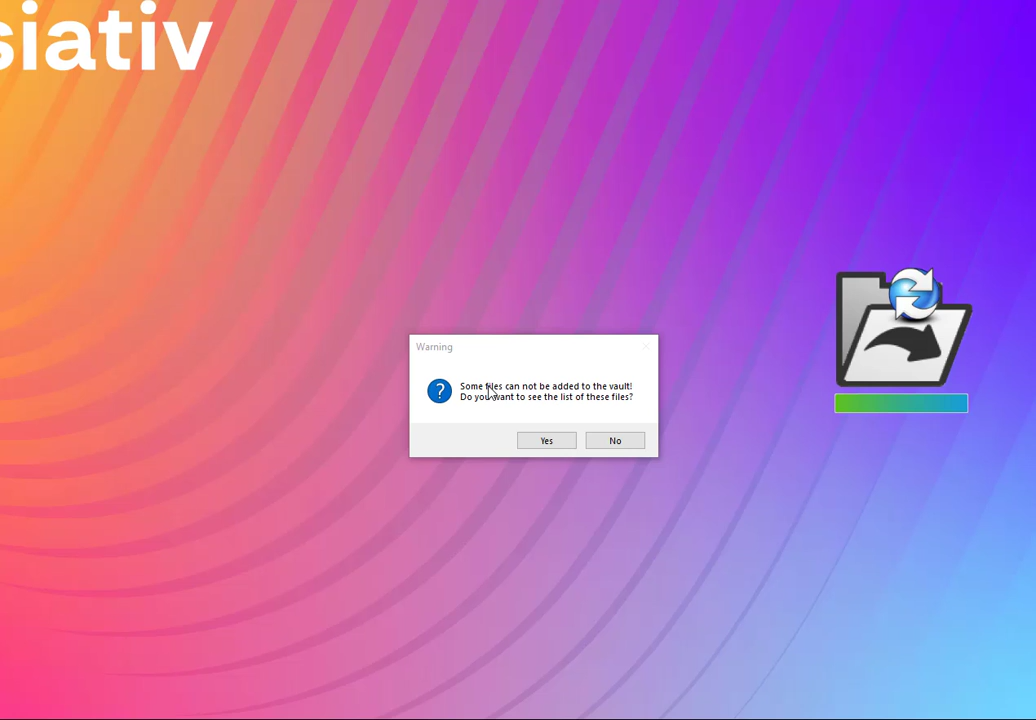 siativ
Warning
Some files can not be added to the vault!
Do you want to see the list of these files?
Yes
No